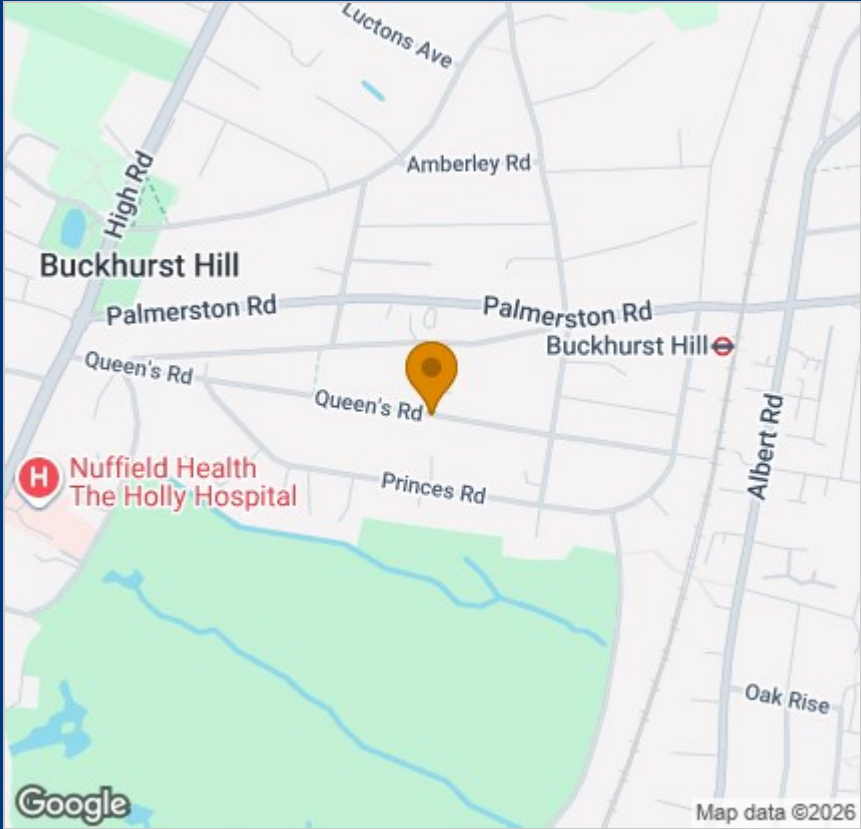 Luctons Ave
High Rd
Amberley Rd
Buckhurst Hill
Palmerston Rd
Palmerston Rd
Buckhurst Hill
Queen's Rd
Queen's Rd
Albert Rd
H
Nuffield Health
The Holly Hospital
Princes Rd
Oak Rise
Google
Map data ©2026